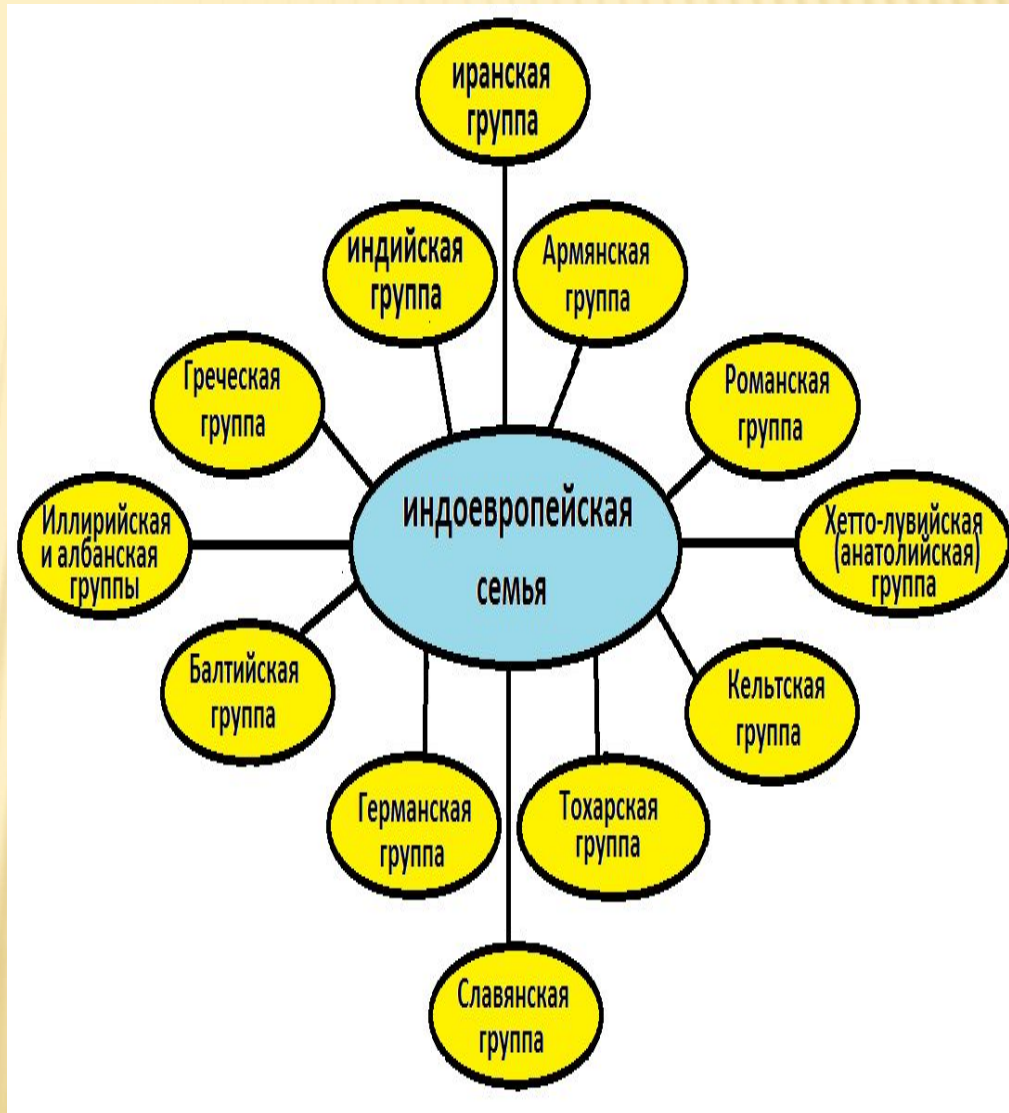 иранская
группа
индийская
группа
Армянская
группа
Греческая
группа
Романская
группа
индоевропейская
семья
Иллирийская
и албанская
группы
Хетто-лувийская
(анатолийская)
группа
Балтийская
группа
Кельтская
группа
Германская
группа
Тохарская
группа
Славянская
группа